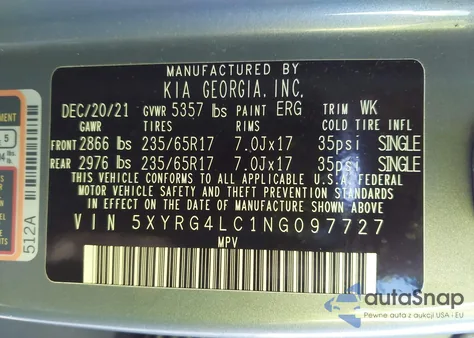 MANUFACTURED BY
KIA GEORGIA, INC.
DEC/20/21 GVWR 5357 lbs PAINT ERG TRIM WK
GAWR TIRES RIMS COLD TIRE INFL
FRONT 2866 lbs 235/65R17 7.0Jx17 35psi SINGLE
REAR 2976 lbs 235/65R17 7.0Jx17 35psi SINGLE
THIS VEHICLE CONFORMS TO ALL APPLICABLE U.S.A. FEDERAL
MOTOR VEHICLE SAFETY AND THEFT PREVENTION STANDARDS IN
EFFECT ON THE DATE OF MANUFACTURE SHOWN ABOVE.
VIN 5XYRG4LC1NG097727
MPV
512A
autoSnap
Pewne auta z aukcji USA - EU